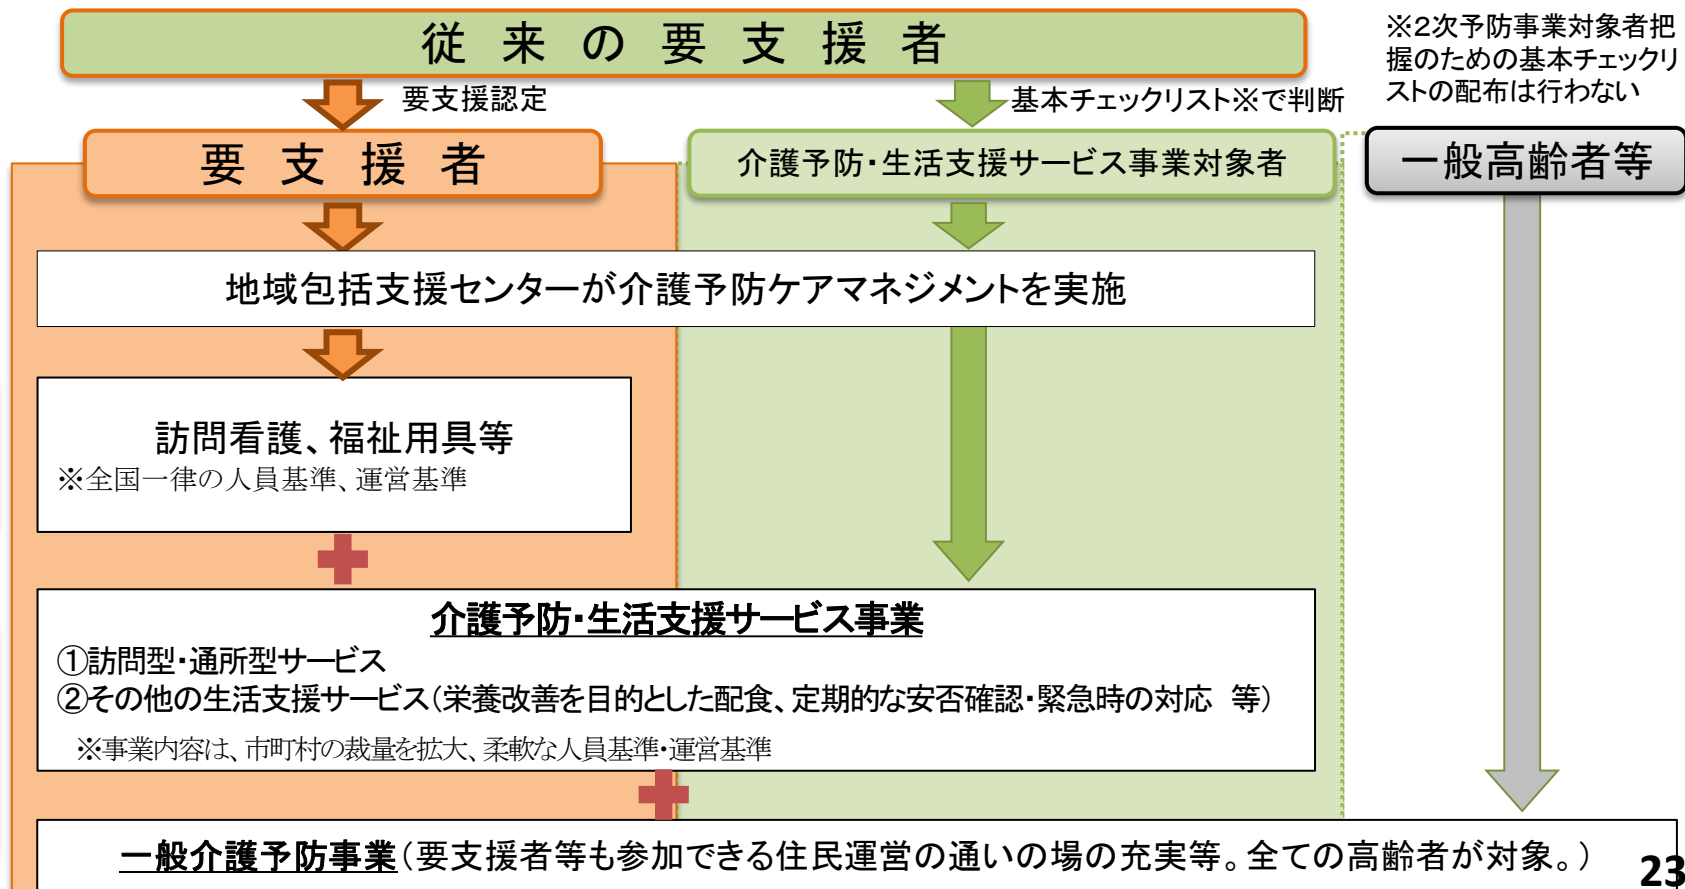 従来の要支援者
※2次予防事業対象者把
握のための基本チェックリ
ストの配布は行わない
要支援認定
基本チェックリスト※で判断
要支援者
介護予防・生活支援サービス事業対象者
一般高齢者等
地域包括支援センターが介護予防ケアマネジメントを実施
訪問看護、福祉用具等
※全国一律の人員基準、運営基準
介護予防・生活支援サービス事業
①訪問型・通所型サービス
②その他の生活支援サービス（栄養改善を目的とした配食、定期的な安否確認・緊急時の対応　等）
※事業内容は、市町村の裁量を拡大、柔軟な人員基準・運営基準
一般介護予防事業（要支援者等も参加できる住民運営の通いの場の充実等。全ての高齢者が対象。）
23